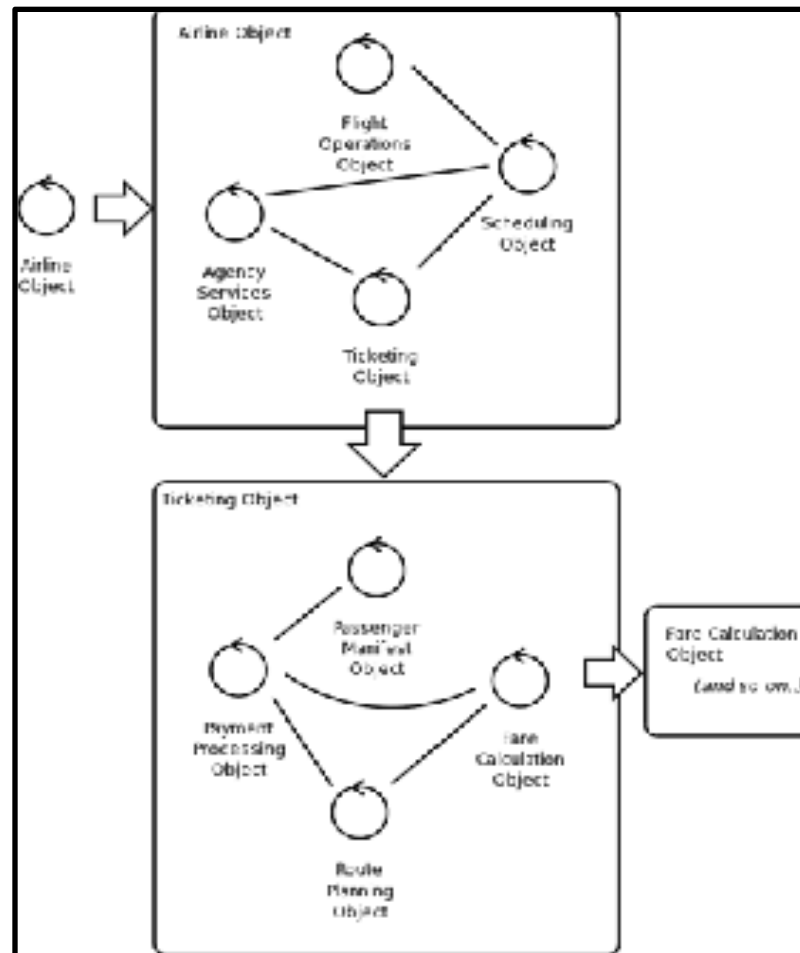 Airline Object
Flight
Operations
Object
Scheduling
Object
Airline
Object
Agency
Services
Object
Ticketing
Object
Ticketing Object
Passenger
Manifest
Object
Fare Calculation
Object
(and so on..)
Payment
Processing
Object
Fare
Calculation
Object
Route
Planning
Object